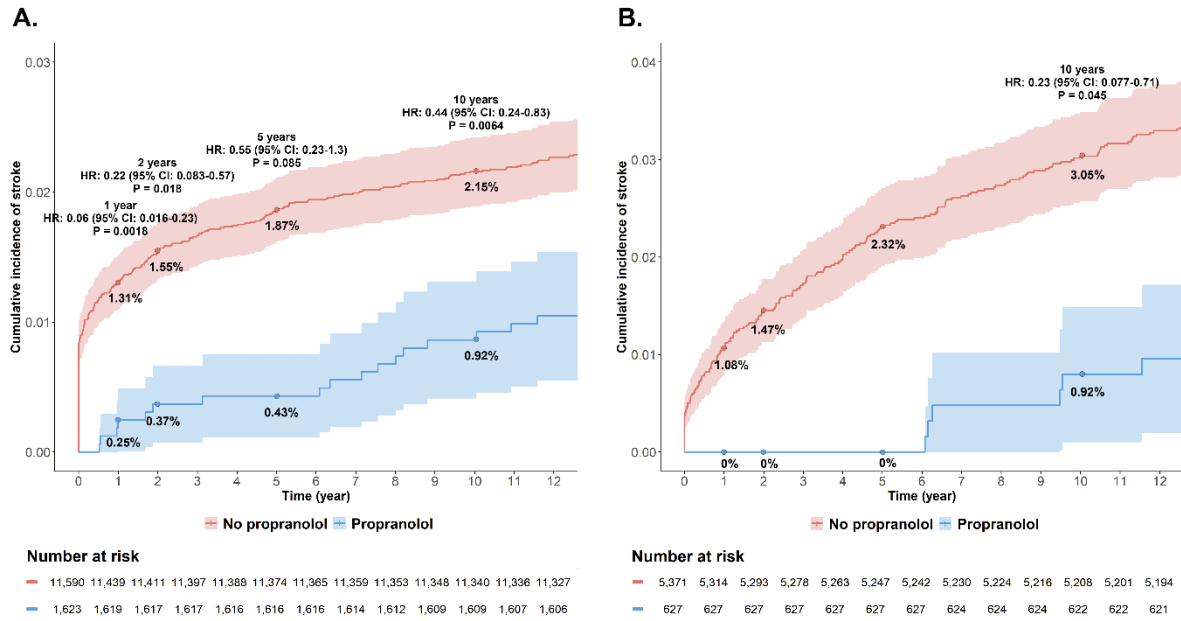 A.
Cumulative incidence of stroke
0.03
0.02
0.01
0.00
1 year
HR: 0.06 (95% CI: 0.016-0.23)
P = 0.0018
2 years
HR: 0.22 (95% CI: 0.083-0.57)
P = 0.018
5 years
HR: 0.55 (95% CI: 0.23-1.3)
P = 0.085
10 years
HR: 0.44 (95% CI: 0.24-0.83)
P = 0.0064
1.31%
1.55%
1.87%
2.15%
0.25%
0.37%
0.43%
0.92%
0 1 2 3 4 5 6 7 8 9 10 11 12
Time (year)
No propranolol Propranolol
Number at risk
11,590 11,439 11,411 11,397 11,388 11,374 11,365 11,359 11,353 11,348 11,340 11,336 11,327
1,623 1,619 1,617 1,617 1,616 1,616 1,616 1,614 1,612 1,609 1,609 1,607 1,606
B.
Cumulative incidence of stroke
0.04
0.03
0.02
0.01
0.00
10 years
HR: 0.23 (95% CI: 0.077-0.71)
P = 0.045
1.08%
1.47%
2.32%
3.05%
0%
0%
0%
0.92%
0 1 2 3 4 5 6 7 8 9 10 11 12
Time (year)
No propranolol Propranolol
Number at risk
5,371 5,314 5,293 5,278 5,263 5,247 5,242 5,230 5,224 5,216 5,208 5,201 5,194
627 627 627 627 627 627 627 624 624 624 622 622 621